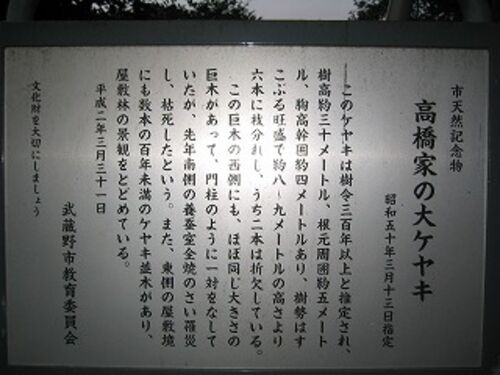 市天然記念物
高橋家の大ケヤキ
昭和五十年三月十三日指定
このケヤキは樹令三百年以上と推定され、
樹高約三十メートル、根元周囲約五メート
ル、胸高幹囲約四メートルあり、樹勢はす
こぶる旺盛で約八～九メートルの高さより
六本に枝分れし、うち二本は折欠している。
この巨木の西側にも、ほぼ同じ大きさの
巨木があって、門柱のように一対をなして
いたが、先年南側の養蚕室全焼のさい罹災
し、枯死したという。また、東側の屋敷境
にも数本の百年未満のケヤキ並木があり、
屋敷林の景観をとどめている。
平成二年三月三十一日
武蔵野市教育委員会
文化財を大切にしましょう